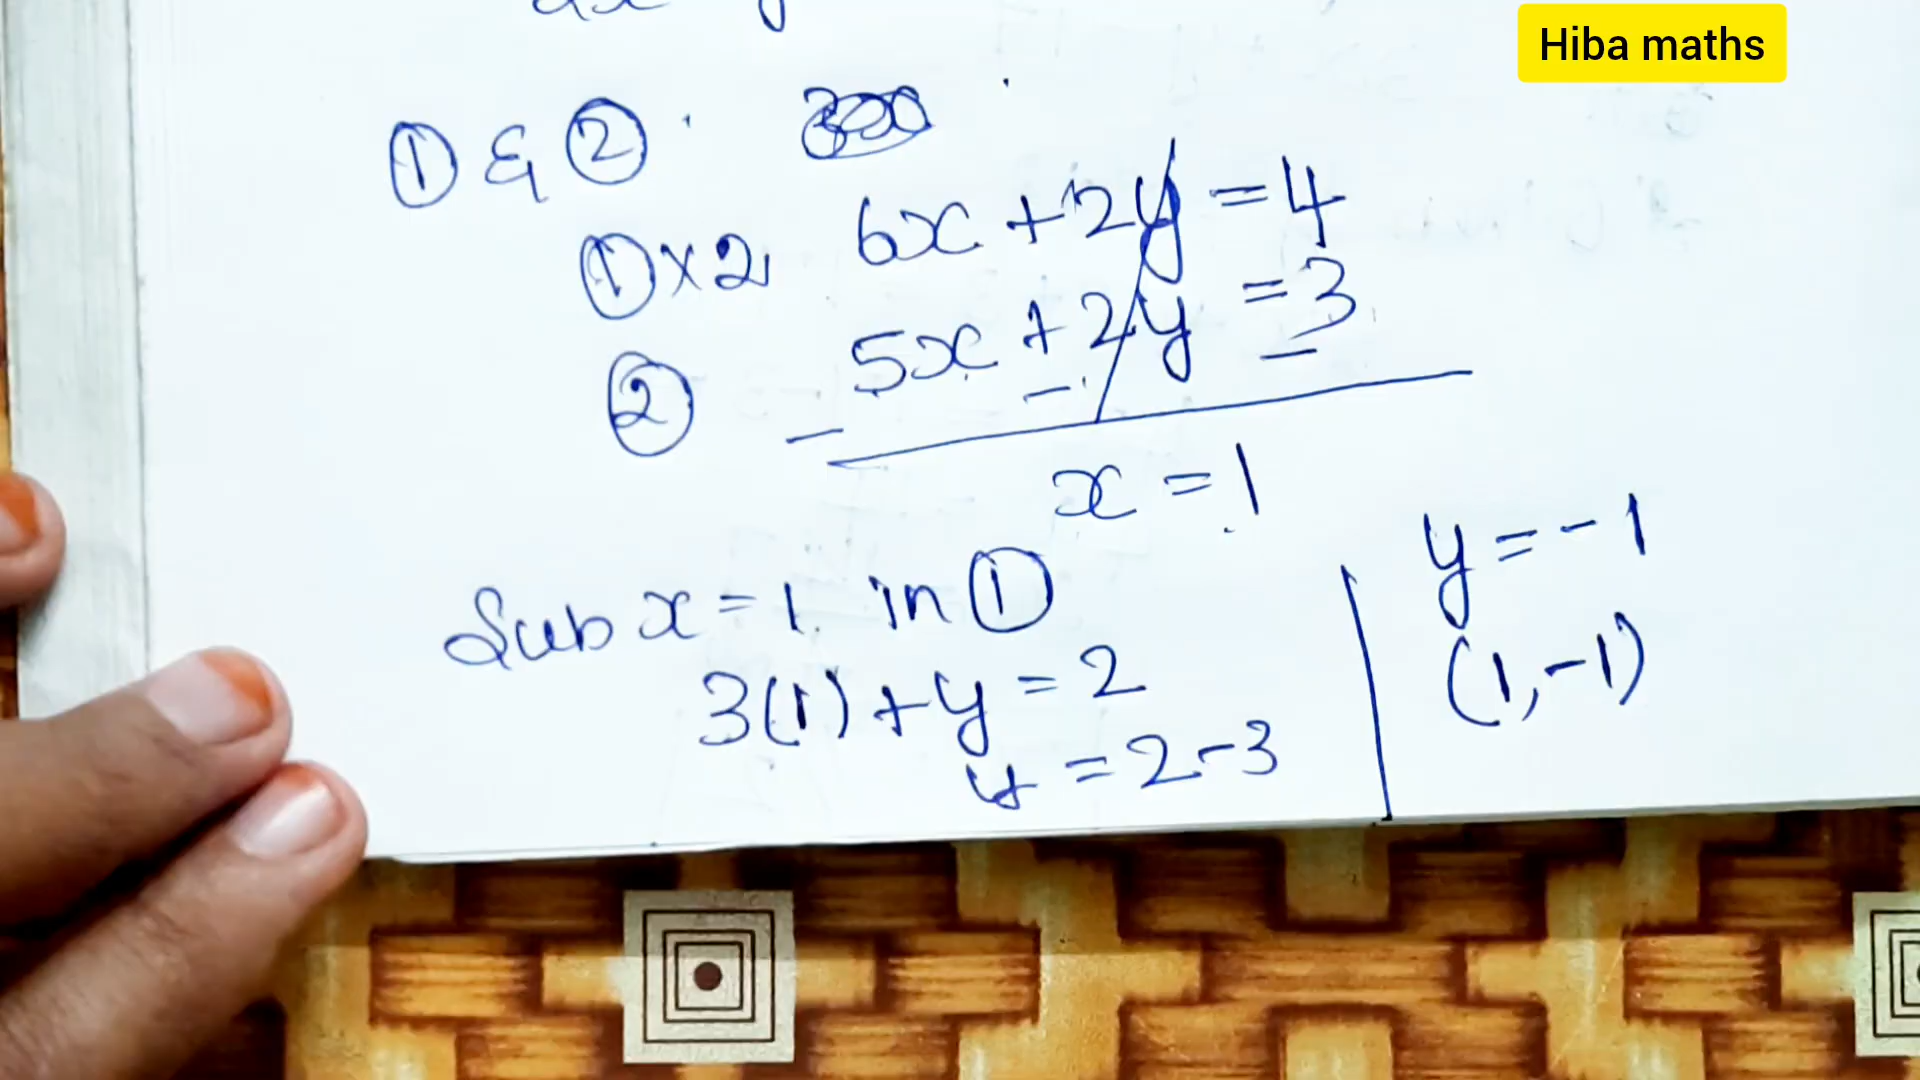 Hiba maths
① & ②
① x 2 6x + 2y = 4
② 5x + 2y = 3
- - -
x = 1
Sub x = 1 in ①
3(1) + y = 2
y = 2 - 3
y = -1
(1, -1)